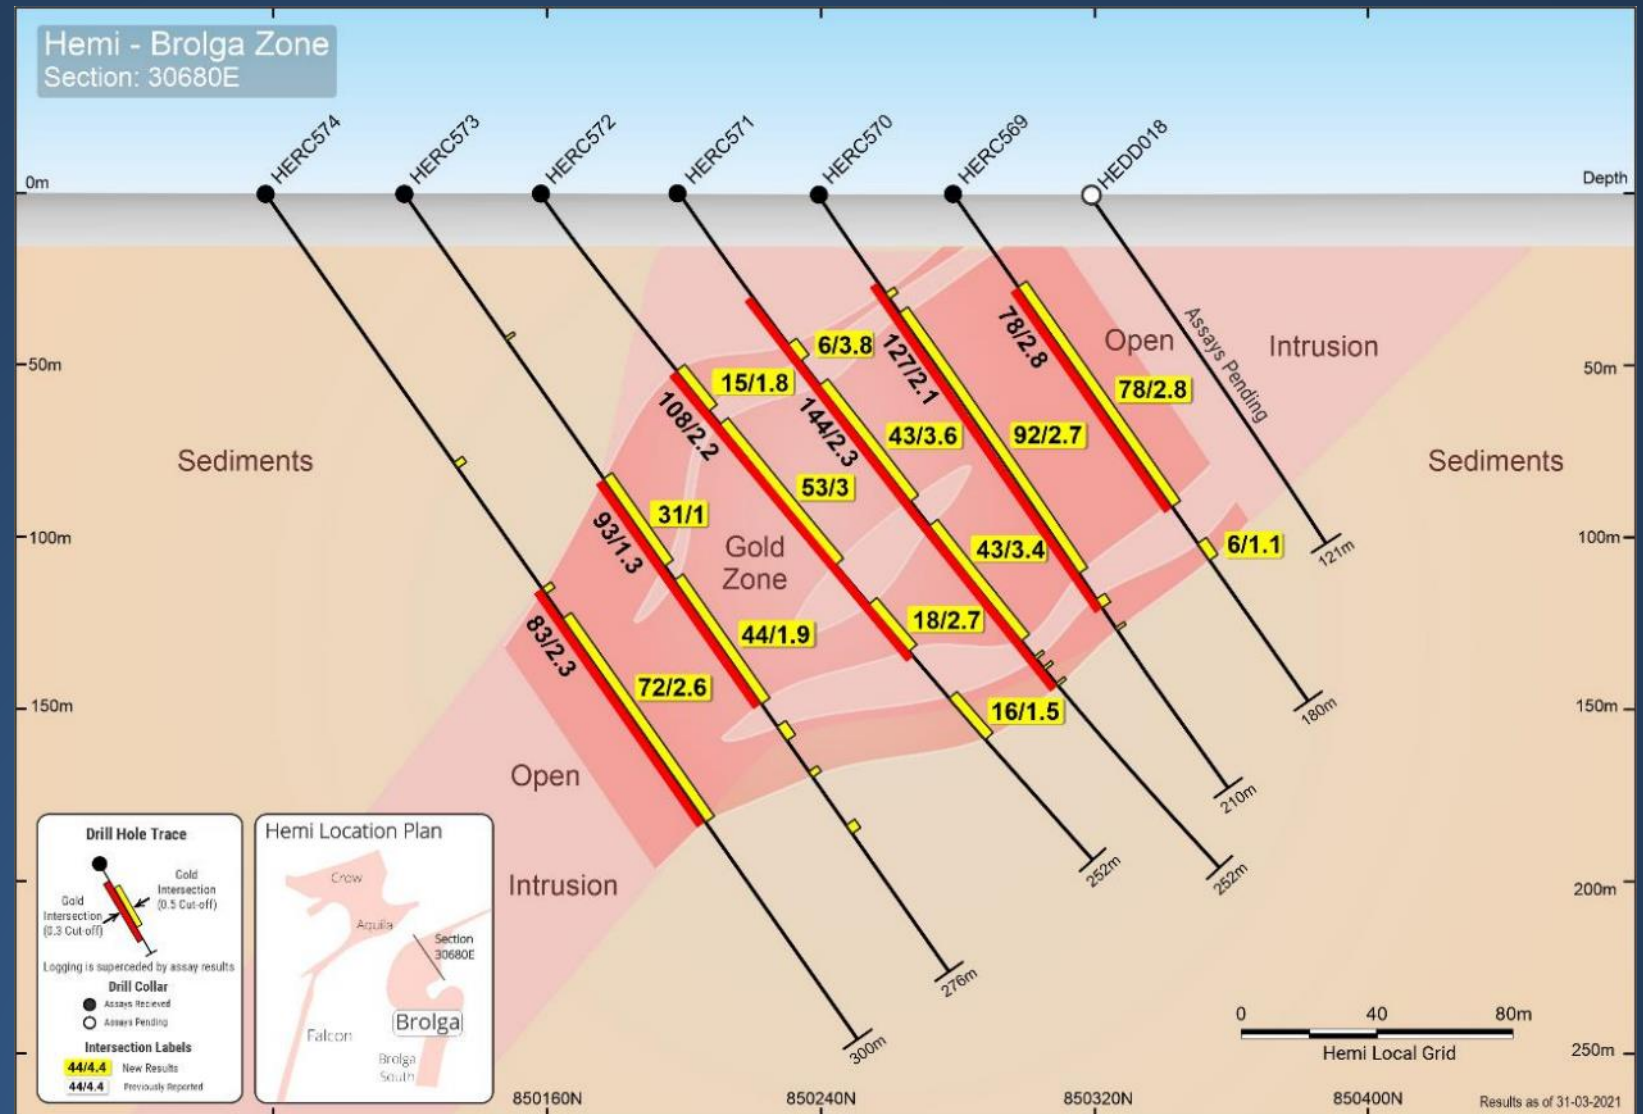 Hemi - Brolga Zone
Section: 30680E
HERC574
HERC573
HERC572
HERC571
HERC570
HERC569
HEDD018
0m
Depth
50m
50m
100m
100m
150m
150m
200m
250m
Sediments
Sediments
Open
Intrusion
Assays Pending
Gold
Zone
Open
Intrusion
6/3.8
15/1.8
78/2.8
127/2.1
78/2.8
108/2.2
144/2.3
43/3.6
92/2.7
53/3
31/1
93/1.3
43/3.4
6/1.1
44/1.9
18/2.7
83/2.3
72/2.6
16/1.5
121m
180m
210m
252m
252m
276m
300m
Drill Hole Trace
Gold
Intersection
(0.5 Cut-off)
Gold
Intersection
(0.3 Cut-off)
Logging is superceded by assay results
Drill Collar
Assays Recieved
Assays Pending
Intersection Labels
44/4.4 New Results
44/4.4 Previously Reported
Hemi Location Plan
Crow
Aquila
Section
30680E
Brolga
Falcon
Brolga
South
0 40 80m
Hemi Local Grid
850160N
850240N
850320N
850400N
Results as of 31-03-2021